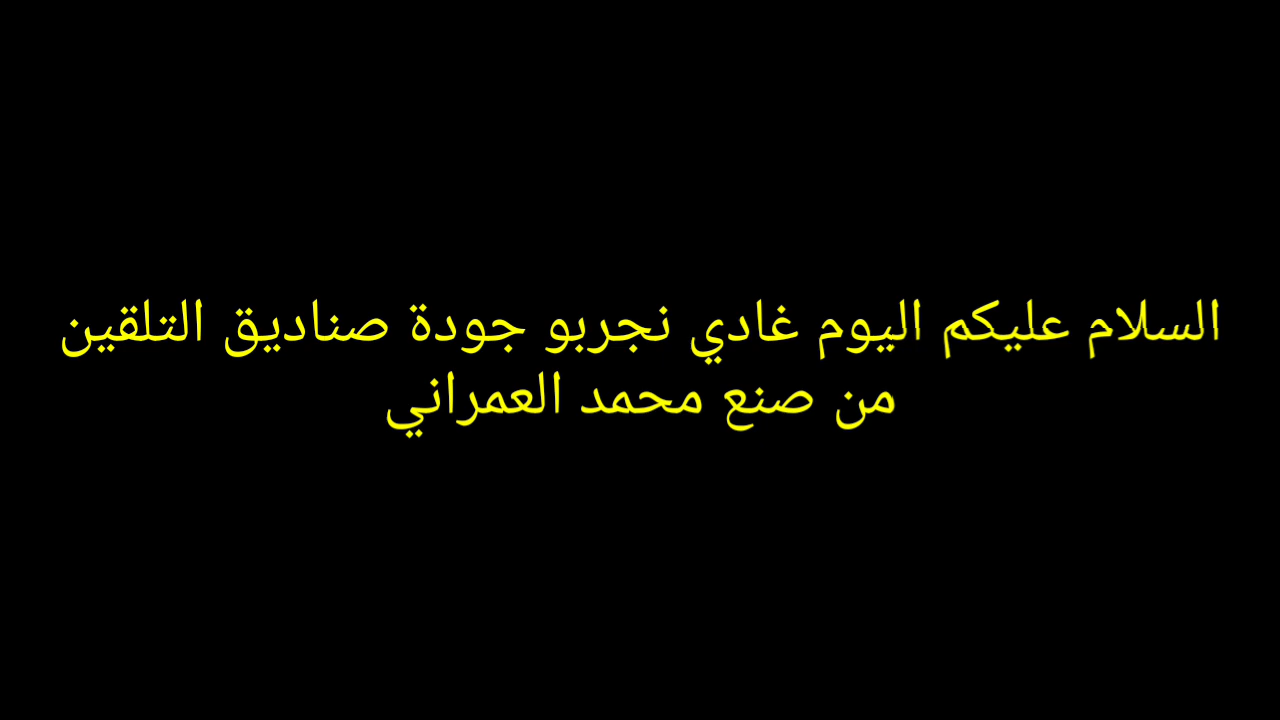 السلام عليكم اليوم غادي نجربو جودة صناديق التلقين
من صنع محمد العمراني